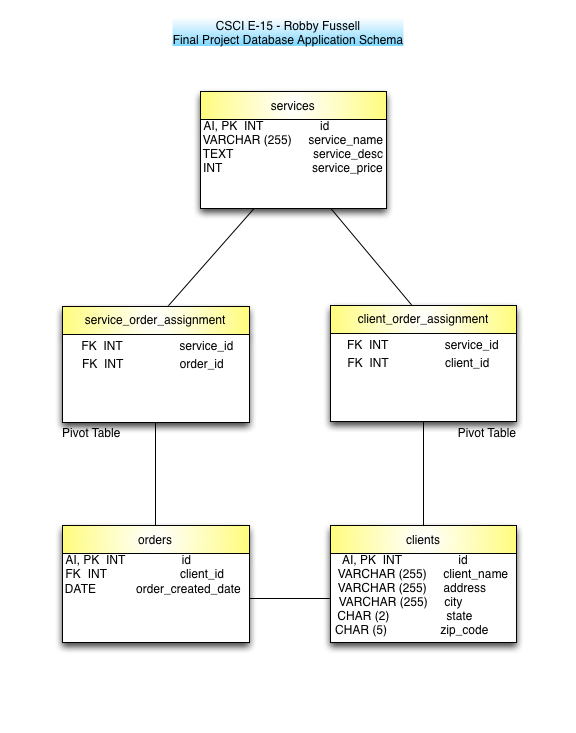 CSCI E-15 - Robby Fussell
Final Project Database Application Schema
services
AI, PK INT id
VARCHAR (255) service_name
TEXT service_desc
INT service_price
service_order_assignment
FK INT service_id
FK INT order_id
Pivot Table
client_order_assignment
FK INT service_id
FK INT client_id
Pivot Table
orders
AI, PK INT id
FK INT client_id
DATE order_created_date
clients
AI, PK INT id
VARCHAR (255) client_name
VARCHAR (255) address
VARCHAR (255) city
CHAR (2) state
CHAR (5) zip_code